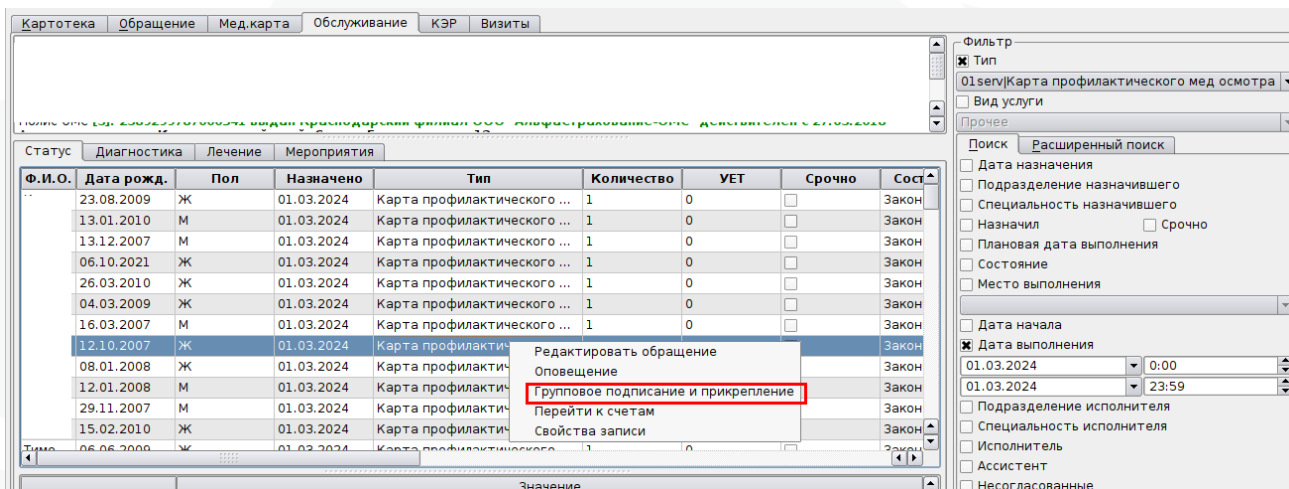 Картотека Обращение Мед.карта Обслуживание КЭР Визиты
Фильтр
Тип
01serv|Карта профилактического мед осмотра
Вид услуги
Прочее
Статус Диагностика Лечение Мероприятия
Поиск Расширенный поиск
Ф.И.О. Дата рожд. Пол Назначено Тип Количество УЕТ Срочно Сост
23.08.2009 Ж 01.03.2024 Карта профилактического ... 1 0 Закон
13.01.2010 М 01.03.2024 Карта профилактического ... 1 0 Закон
13.12.2007 М 01.03.2024 Карта профилактического ... 1 0 Закон
06.10.2021 Ж 01.03.2024 Карта профилактического ... 1 0 Закон
26.03.2010 Ж 01.03.2024 Карта профилактического ... 1 0 Закон
04.03.2009 Ж 01.03.2024 Карта профилактического ... 1 0 Закон
16.03.2007 М 01.03.2024 Карта профилактического ... 1 0 Закон
12.10.2007 Ж 01.03.2024 Карта профилактич
08.01.2008 Ж 01.03.2024 Карта профилактич Закон
12.01.2008 М 01.03.2024 Карта профилактич Закон
29.11.2007 М 01.03.2024 Карта профилактич Закон
15.02.2010 Ж 01.03.2024 Карта профилактич Закон
06.06.2009 Ж 01.03.2024 Карта профилактического 1 0 Закон
Редактировать обращение
Оповещение
Групповое подписание и прикрепление
Перейти к счетам
Свойства записи
Значение
Дата назначения
Подразделение назначившего
Специальность назначившего
Назначил Срочно
Плановая дата выполнения
Состояние
Место выполнения
Дата начала
Дата выполнения
01.03.2024 0:00
01.03.2024 23:59
Подразделение исполнителя
Специальность исполнителя
Исполнитель
Ассистент
Несогласованные